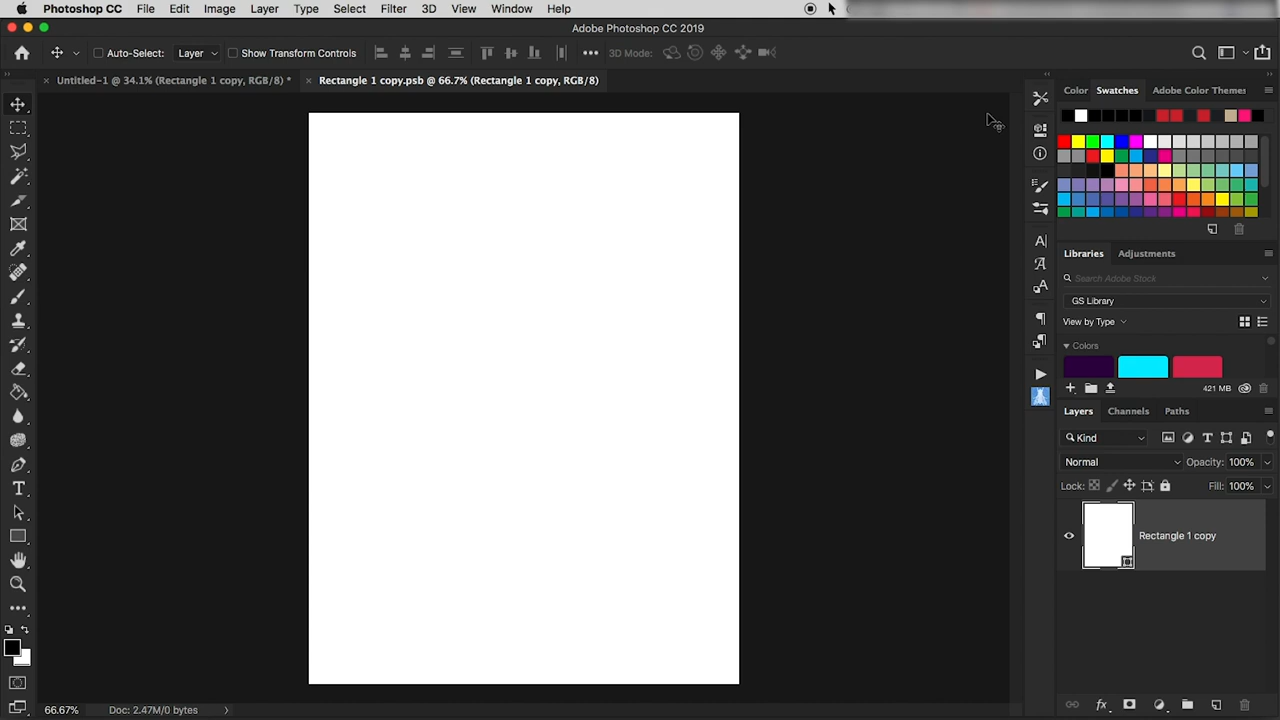 Photoshop CC File Edit Image Layer Type Select Filter 3D View Window Help
Adobe Photoshop CC 2019
Auto-Select: Layer Show Transform Controls 3D Mode:
Untitled-1 @ 34.1% (Rectangle 1 copy, RGB/8) * Rectangle 1 copy.psb @ 66.7% (Rectangle 1 copy, RGB/8)
Color Swatches Adobe Color Themes
Libraries Adjustments
Search Adobe Stock
GS Library
View by Type
Colors
421 MB
Layers Channels Paths
Kind
Normal Opacity: 100%
Lock: Fill: 100%
Rectangle 1 copy
66.67% Doc: 2.47M/0 bytes